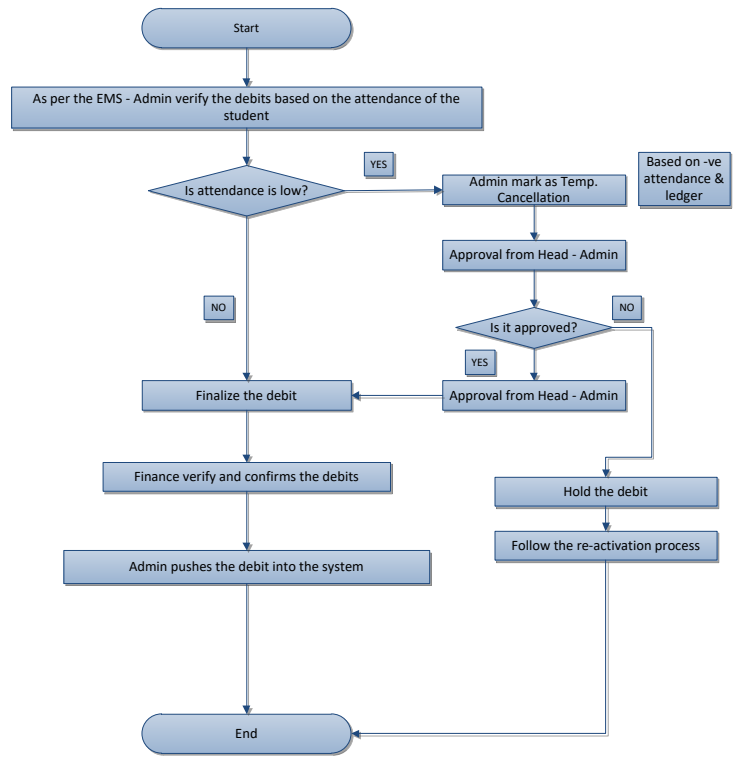 Start
As per the EMS - Admin verify the debits based on the attendance of the
student
YES
Is attendance is low?
Admin mark as Temp.
Cancellation
Based on -ve
attendance &
ledger
Approval from Head - Admin
NO
Is it approved?
NO
YES
Finalize the debit
Approval from Head - Admin
Finance verify and confirms the debits
Hold the debit
Follow the re-activation process
Admin pushes the debit into the system
End